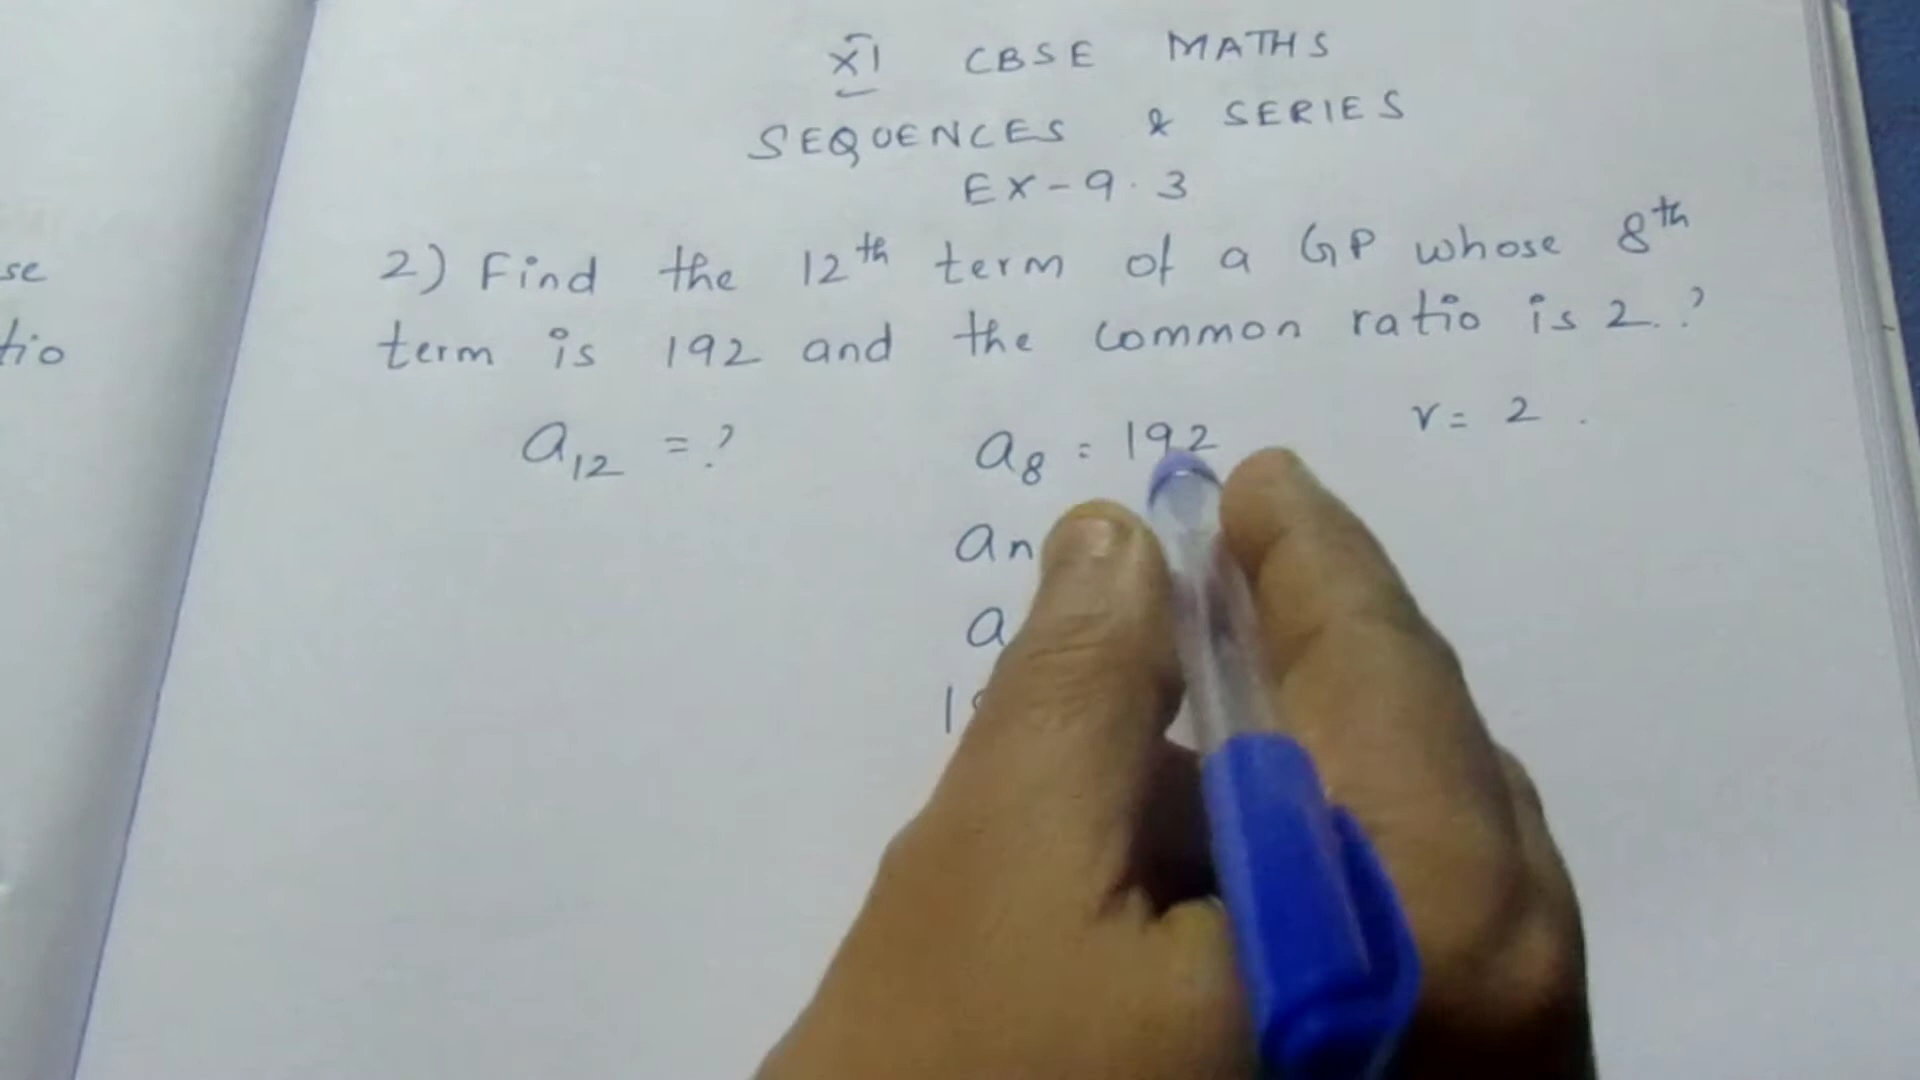 se
tio
XI CBSE MATHS
SEQUENCES & SERIES
EX-9.3
2) Find the 12th term of a GP whose 8th
term is 192 and the common ratio is 2.?
a12 = ? a8 = 192 r = 2.
an
a